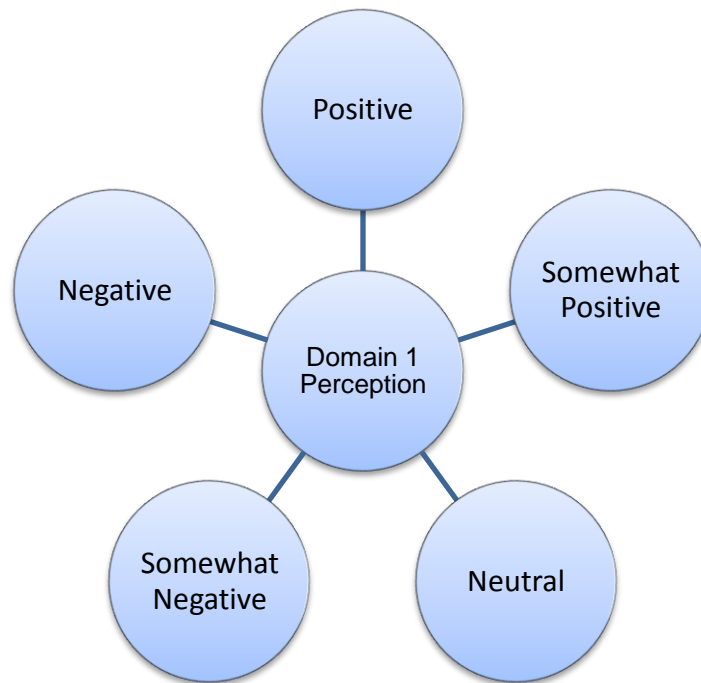 Positive
Somewhat
Positive
Negative
Domain 1
Perception
Somewhat
Negative
Neutral